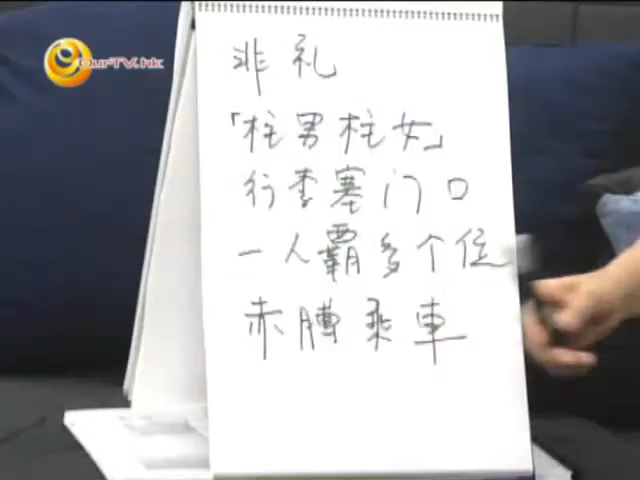 OurTV.hk
非礼
「柱男柱女」
行李塞门口
一人霸多个位
赤膊乘車